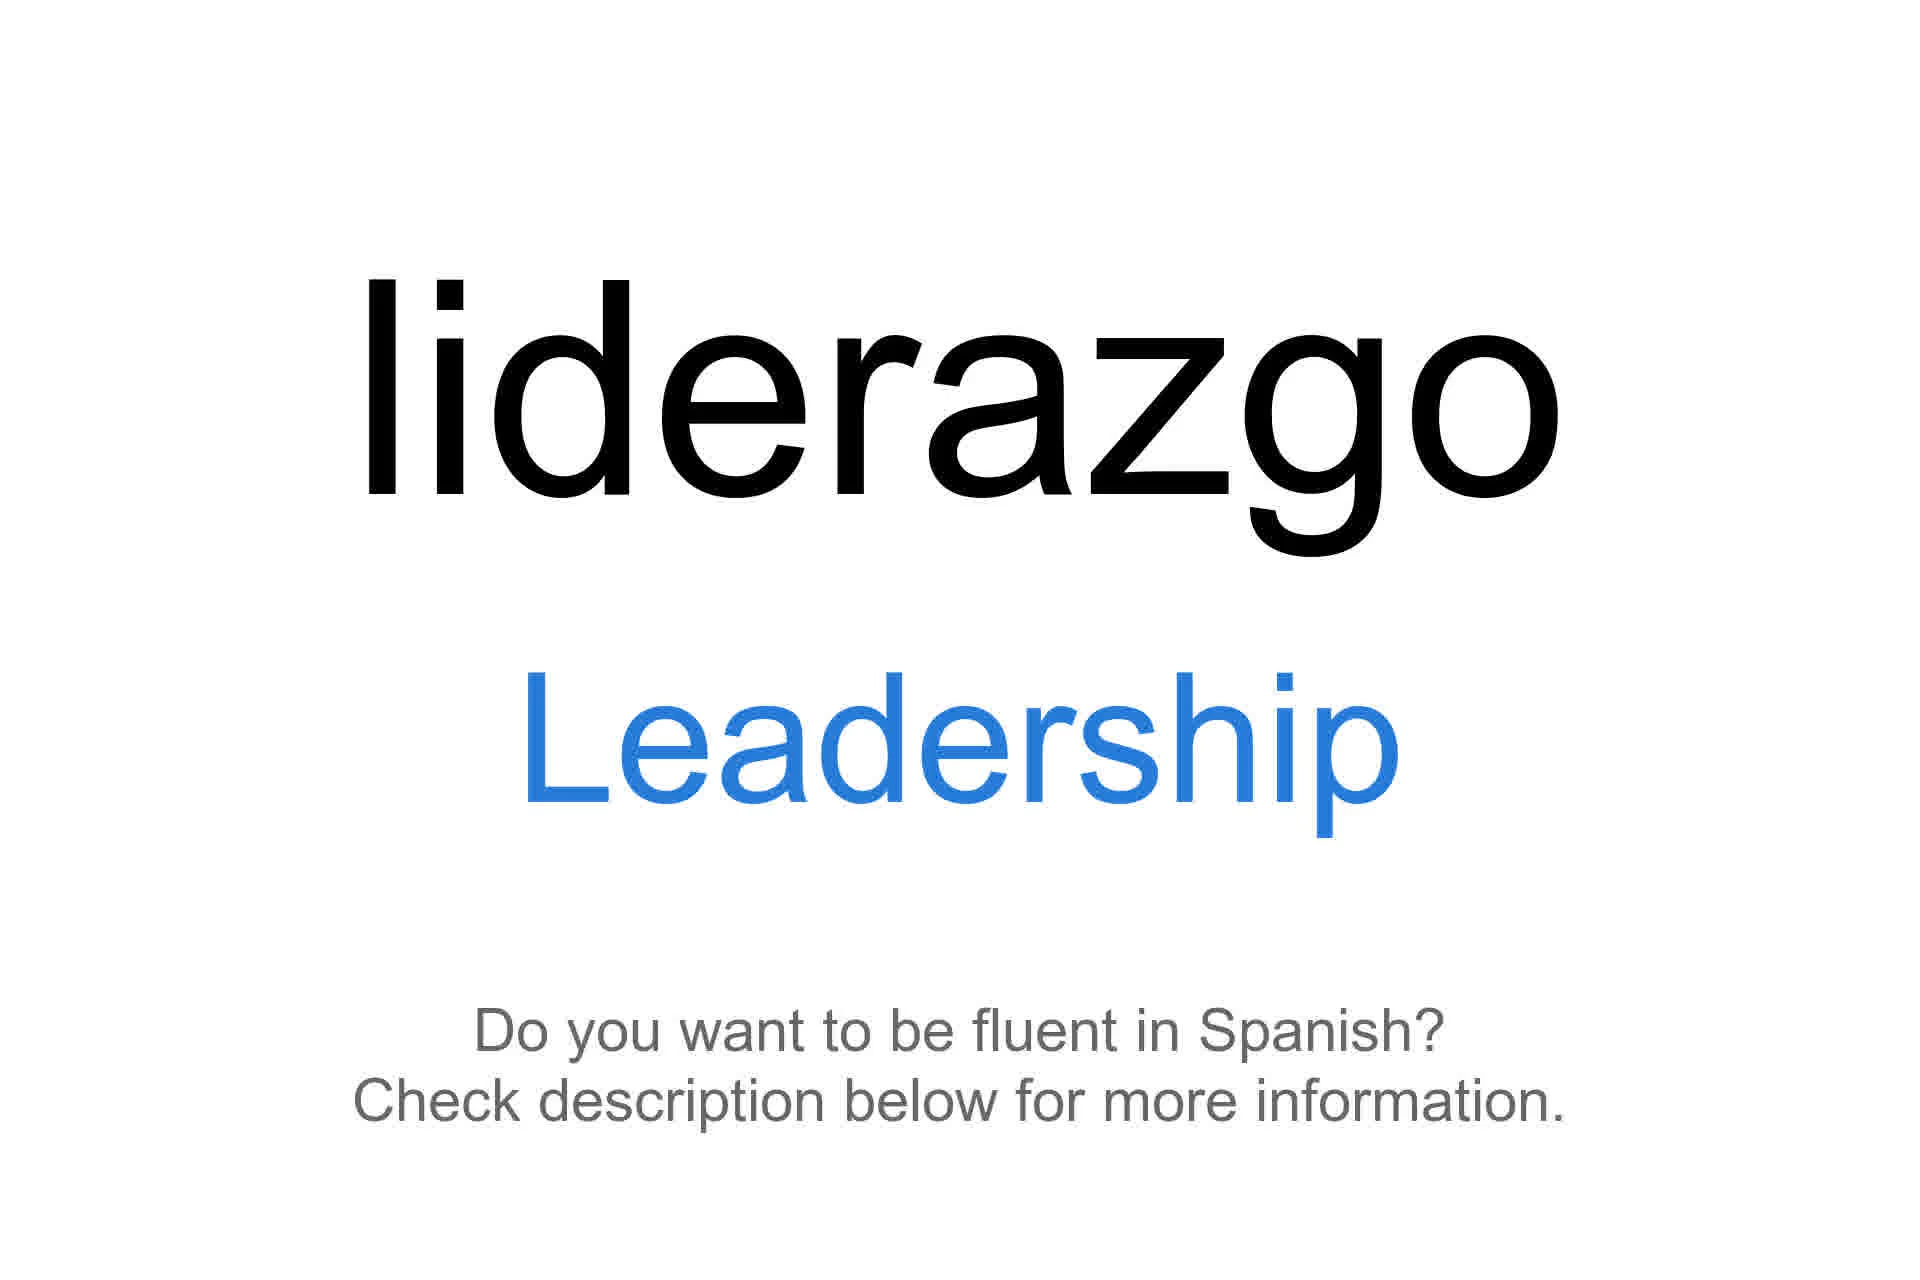 liderazgo
Leadership
Do you want to be fluent in Spanish?
Check description below for more information.